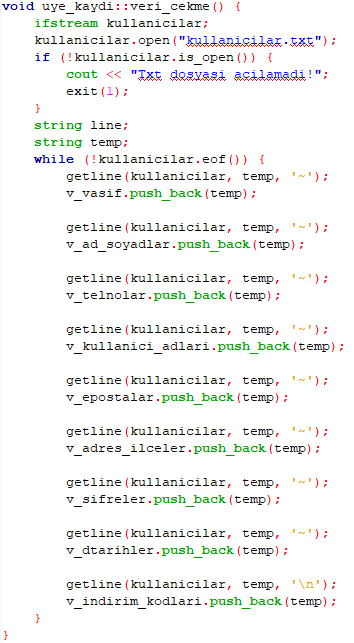 void uye_kaydi::veri_cekme() {
    ifstream kullanicilar;
    kullanicilar.open("kullanicilar.txt");
    if (!kullanicilar.is_open()) {
        cout << "Txt dosyasi acilamadi!";
        exit(1);
    }
    string line;
    string temp;
    while (!kullanicilar.eof()) {
        getline(kullanicilar, temp, '~');
        v_vasif.push_back(temp);

        getline(kullanicilar, temp, '~');
        v_ad_soyadlar.push_back(temp);

        getline(kullanicilar, temp, '~');
        v_telnolar.push_back(temp);

        getline(kullanicilar, temp, '~');
        v_kullanici_adlari.push_back(temp);

        getline(kullanicilar, temp, '~');
        v_epostalar.push_back(temp);

        getline(kullanicilar, temp, '~');
        v_adres_ilceler.push_back(temp);

        getline(kullanicilar, temp, '~');
        v_sifreler.push_back(temp);

        getline(kullanicilar, temp, '~');
        v_dtarihler.push_back(temp);

        getline(kullanicilar, temp, '\n');
        v_indirim_kodlari.push_back(temp);
    }
}